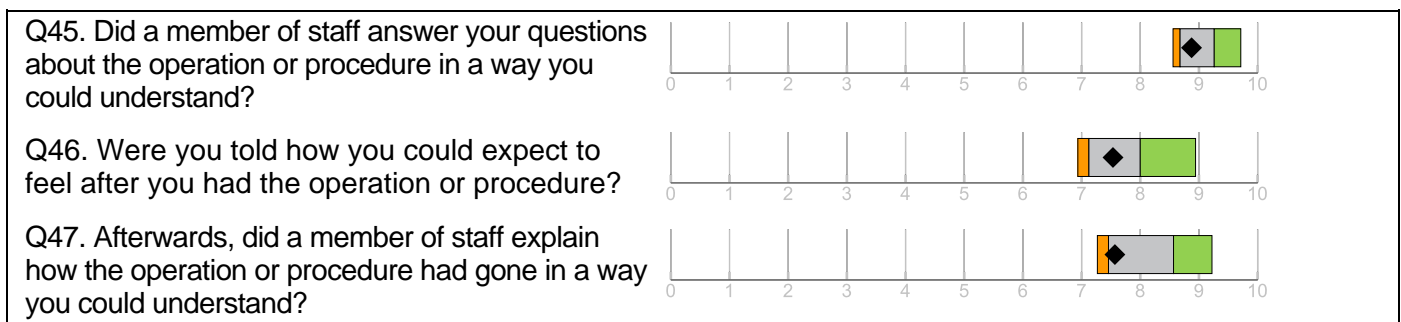 Q45. Did a member of staff answer your questions
about the operation or procedure in a way you
could understand?
0 1 2 3 4 5 6 7 8 9 10
Q46. Were you told how you could expect to
feel after you had the operation or procedure?
0 1 2 3 4 5 6 7 8 9 10
Q47. Afterwards, did a member of staff explain
how the operation or procedure had gone in a way
you could understand?
0 1 2 3 4 5 6 7 8 9 10